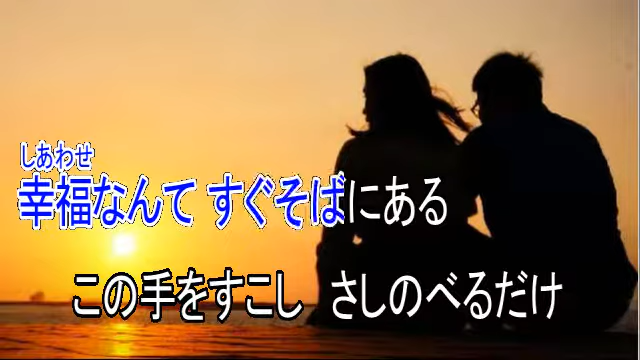 しあわせ
幸福なんて すぐそばにある
この手をすこし さしのべるだけ